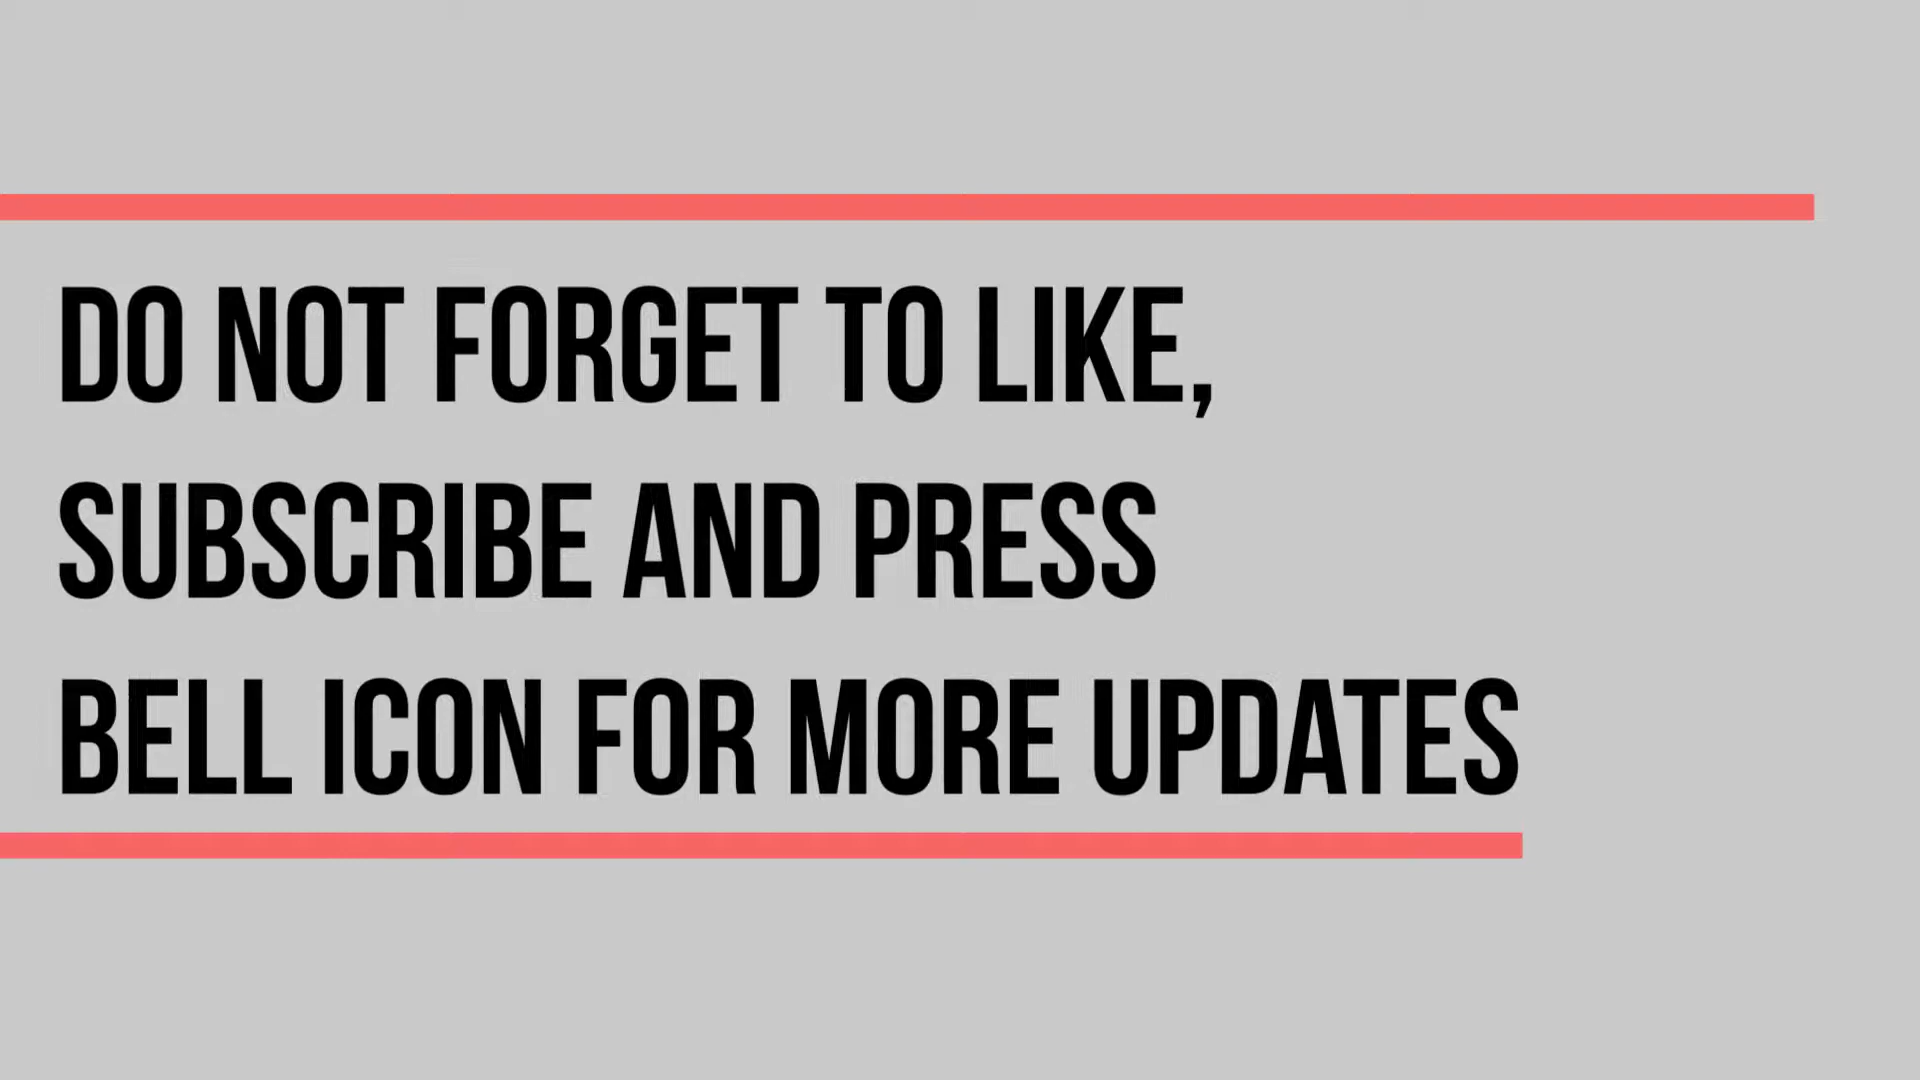 DO NOT FORGET TO LIKE,
SUBSCRIBE AND PRESS
BELL ICON FOR MORE UPDATES